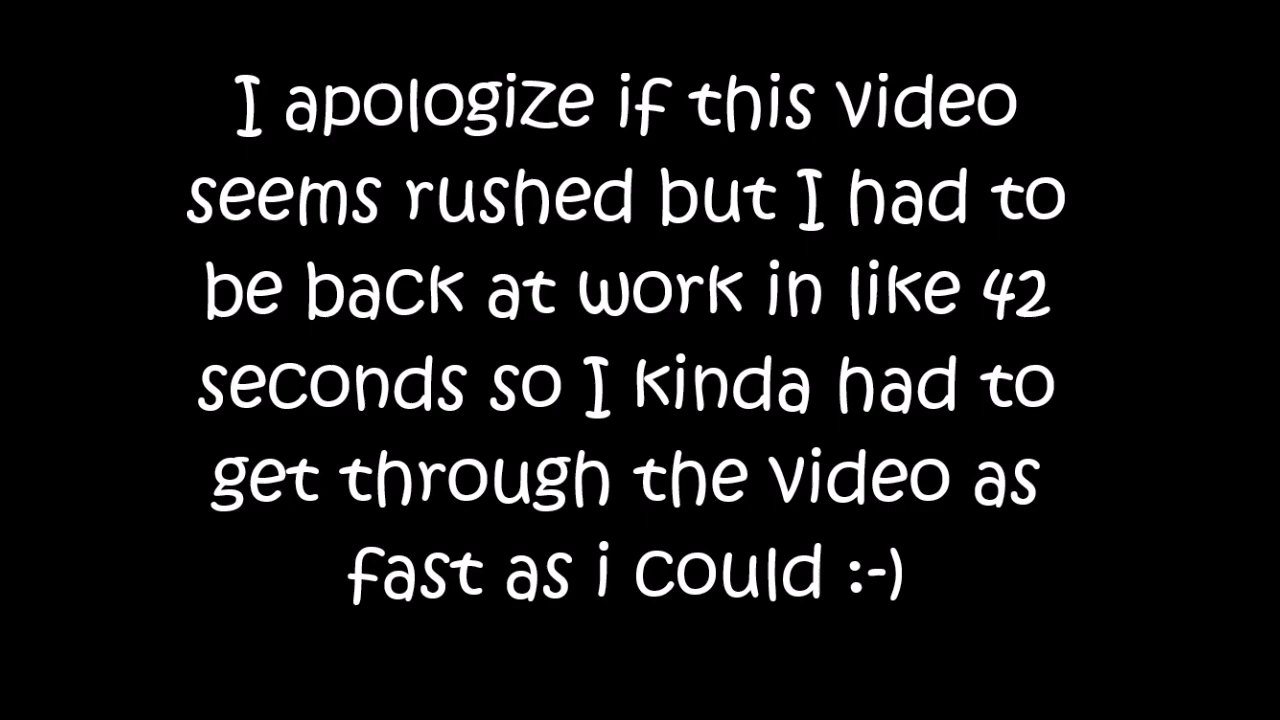 I apologize if this video
seems rushed but I had to
be back at work in like 42
seconds so I kinda had to
get through the video as
fast as i could :-)